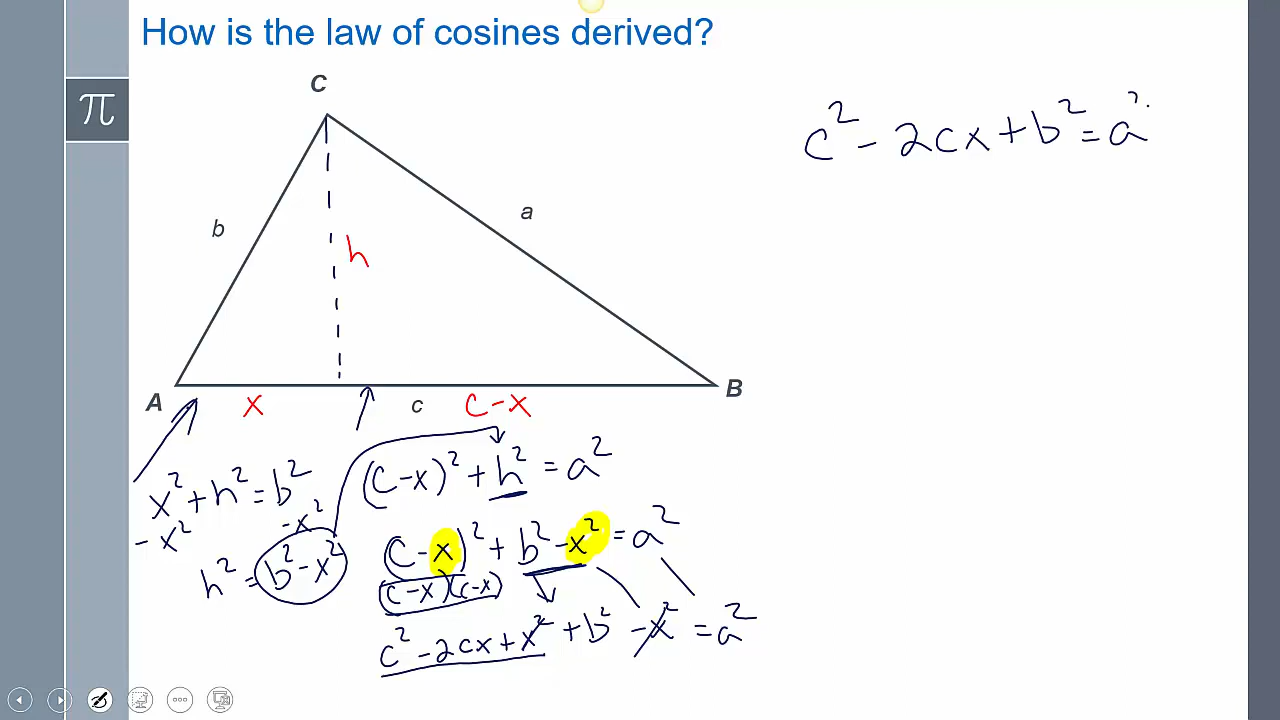 How is the law of cosines derived?
π
C
c² - 2cx + b² = a²
b
a
h
A
B
x
c
c-x
x² + h² = b²
-x² -x²
h² = b² - x²
(c-x)² + h² = a²
(c-x)² + b² - x² = a²
(c-x)(c-x)
c² - 2cx + x² + b² - x² = a²